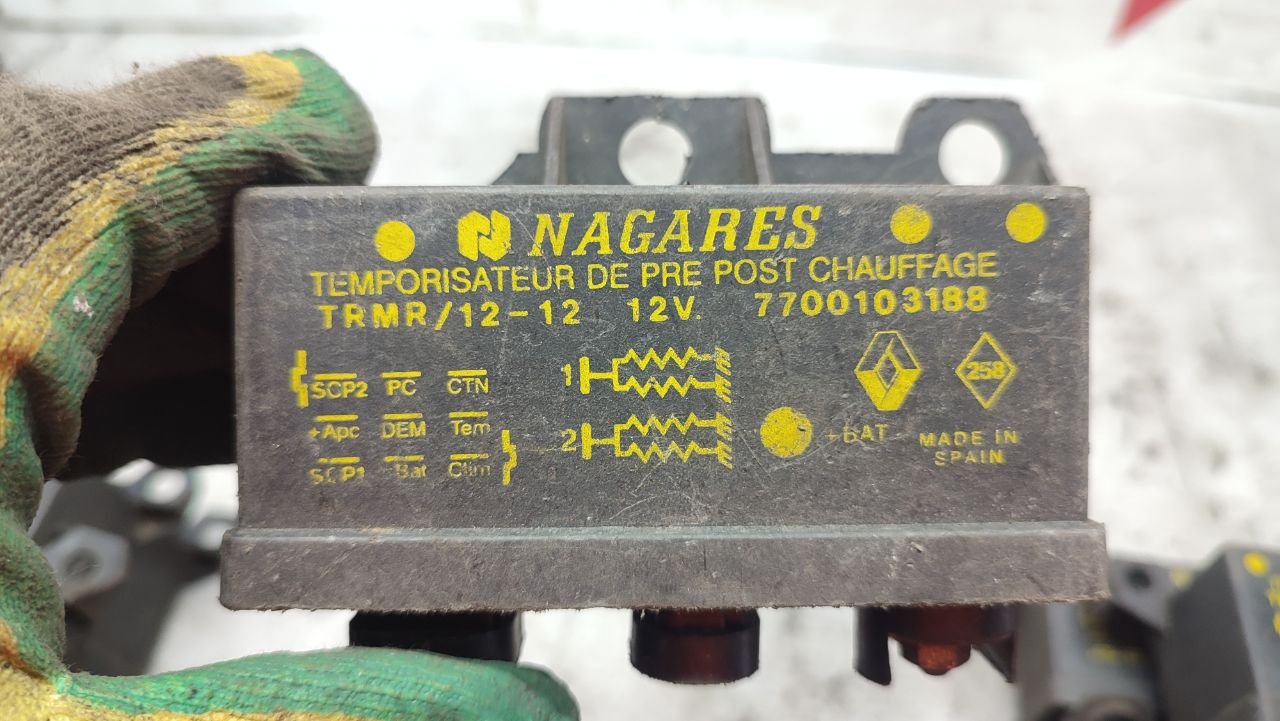 NAGARES
TEMPORISATEUR DE PRE POST CHAUFFAGE
TRMR/12-12 12V. 7700103188
SCP2 PC CTN
+Apc DEM Tem
SCP1 Bat Clim
1
2
+BAT
258
MADE IN
SPAIN